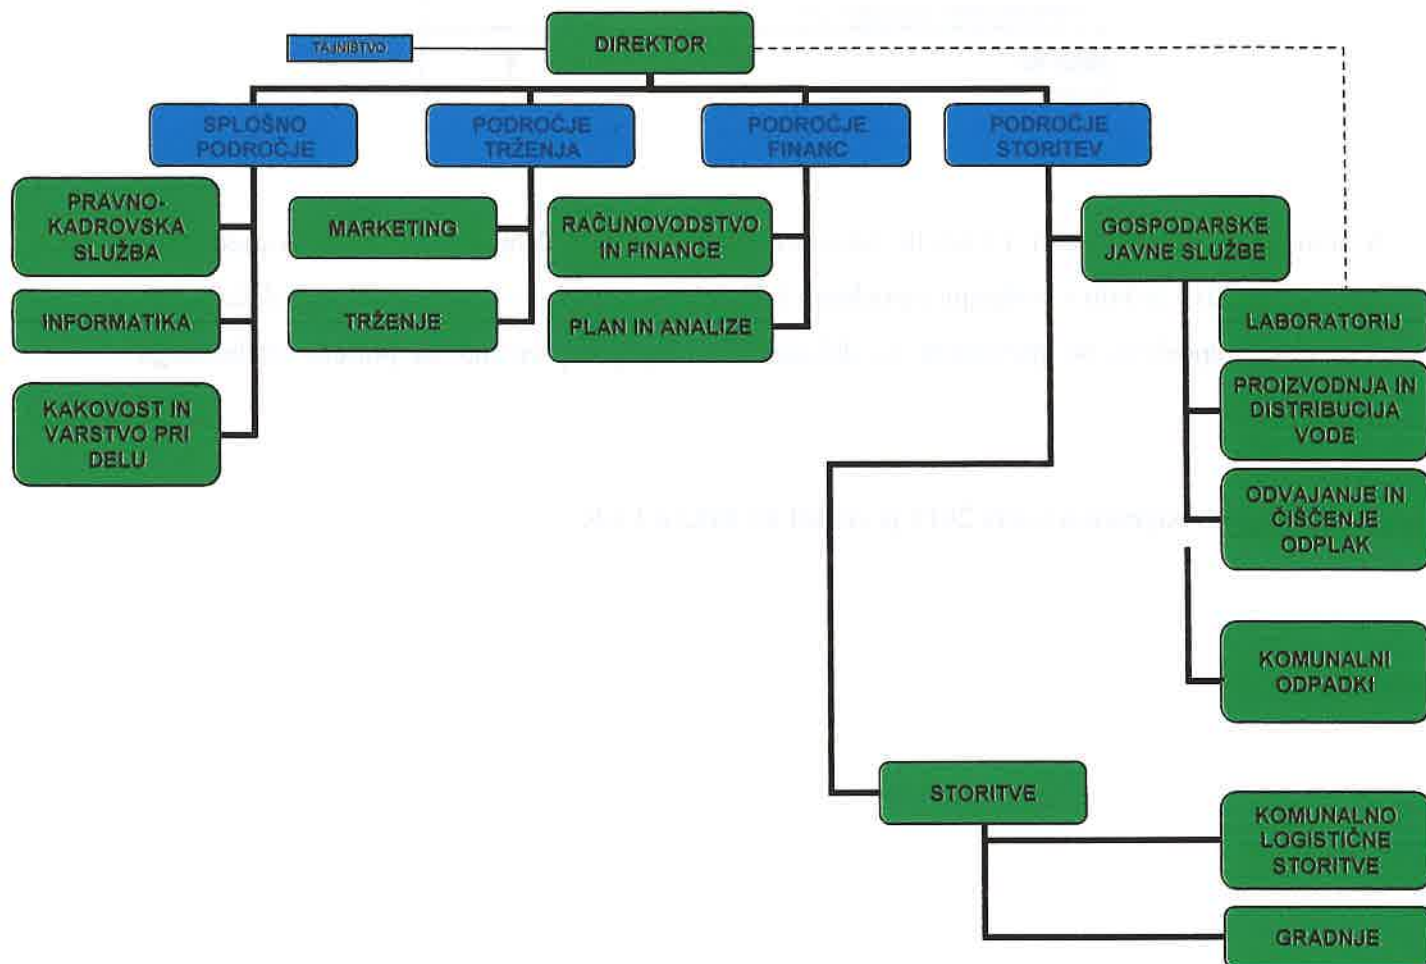 DIREKTOR
TAJNIŠTVO
SPLOŠNO
PODROČJE
PODROČJE
TRŽENJA
PODROČJE
FINANC
PODROČJE
STORITEV
PRAVNO-
KADROVSKA
SLUŽBA
INFORMATIKA
KAKOVOST IN
VARSTVO PRI
DELU
MARKETING
TRŽENJE
RAČUNOVODSTVO
IN FINANCE
PLAN IN ANALIZE
GOSPODARSKE
JAVNE SLUŽBE
LABORATORIJ
PROIZVODNJA IN
DISTRIBUCIJA
VODE
ODVAJANJE IN
ČIŠČENJE
ODPLAK
KOMUNALNI
ODPADKI
STORITVE
KOMUNALNO
LOGISTIČNE
STORITVE
GRADNJE